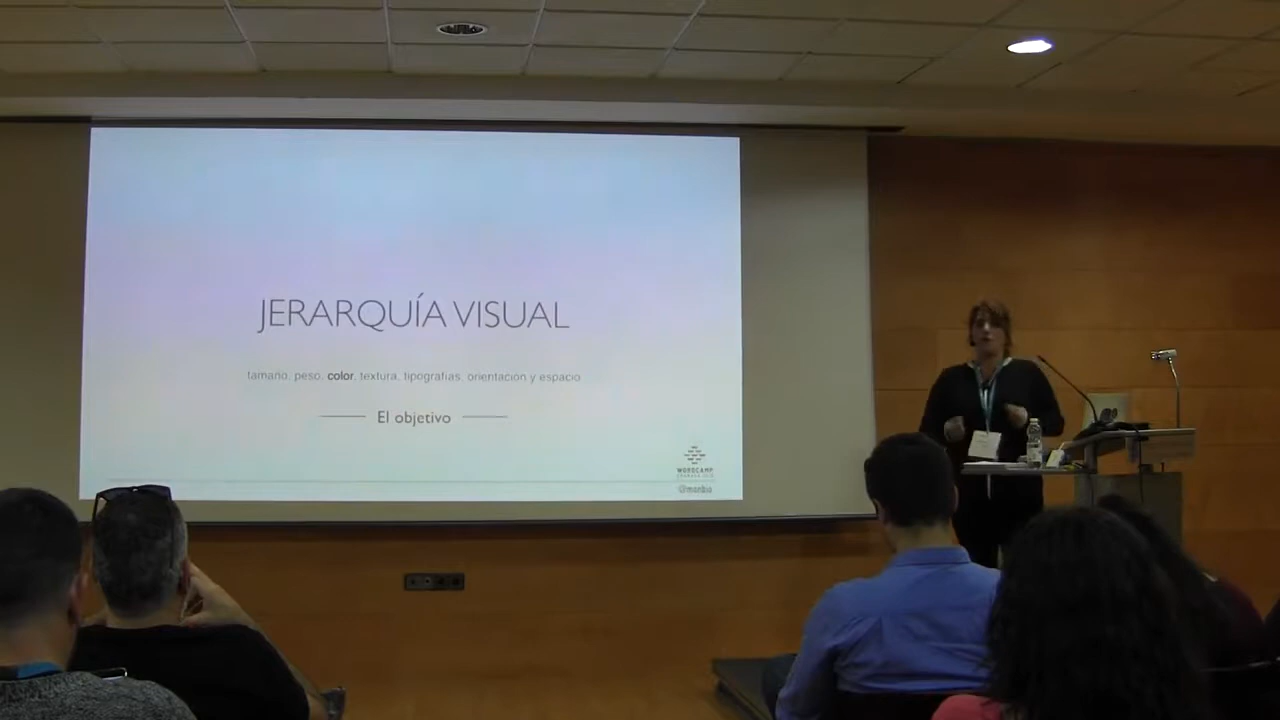 JERARQUÍA VISUAL
tamaño, peso, color, textura, tipografías, orientación y espacio
El objetivo
WORDCAMP